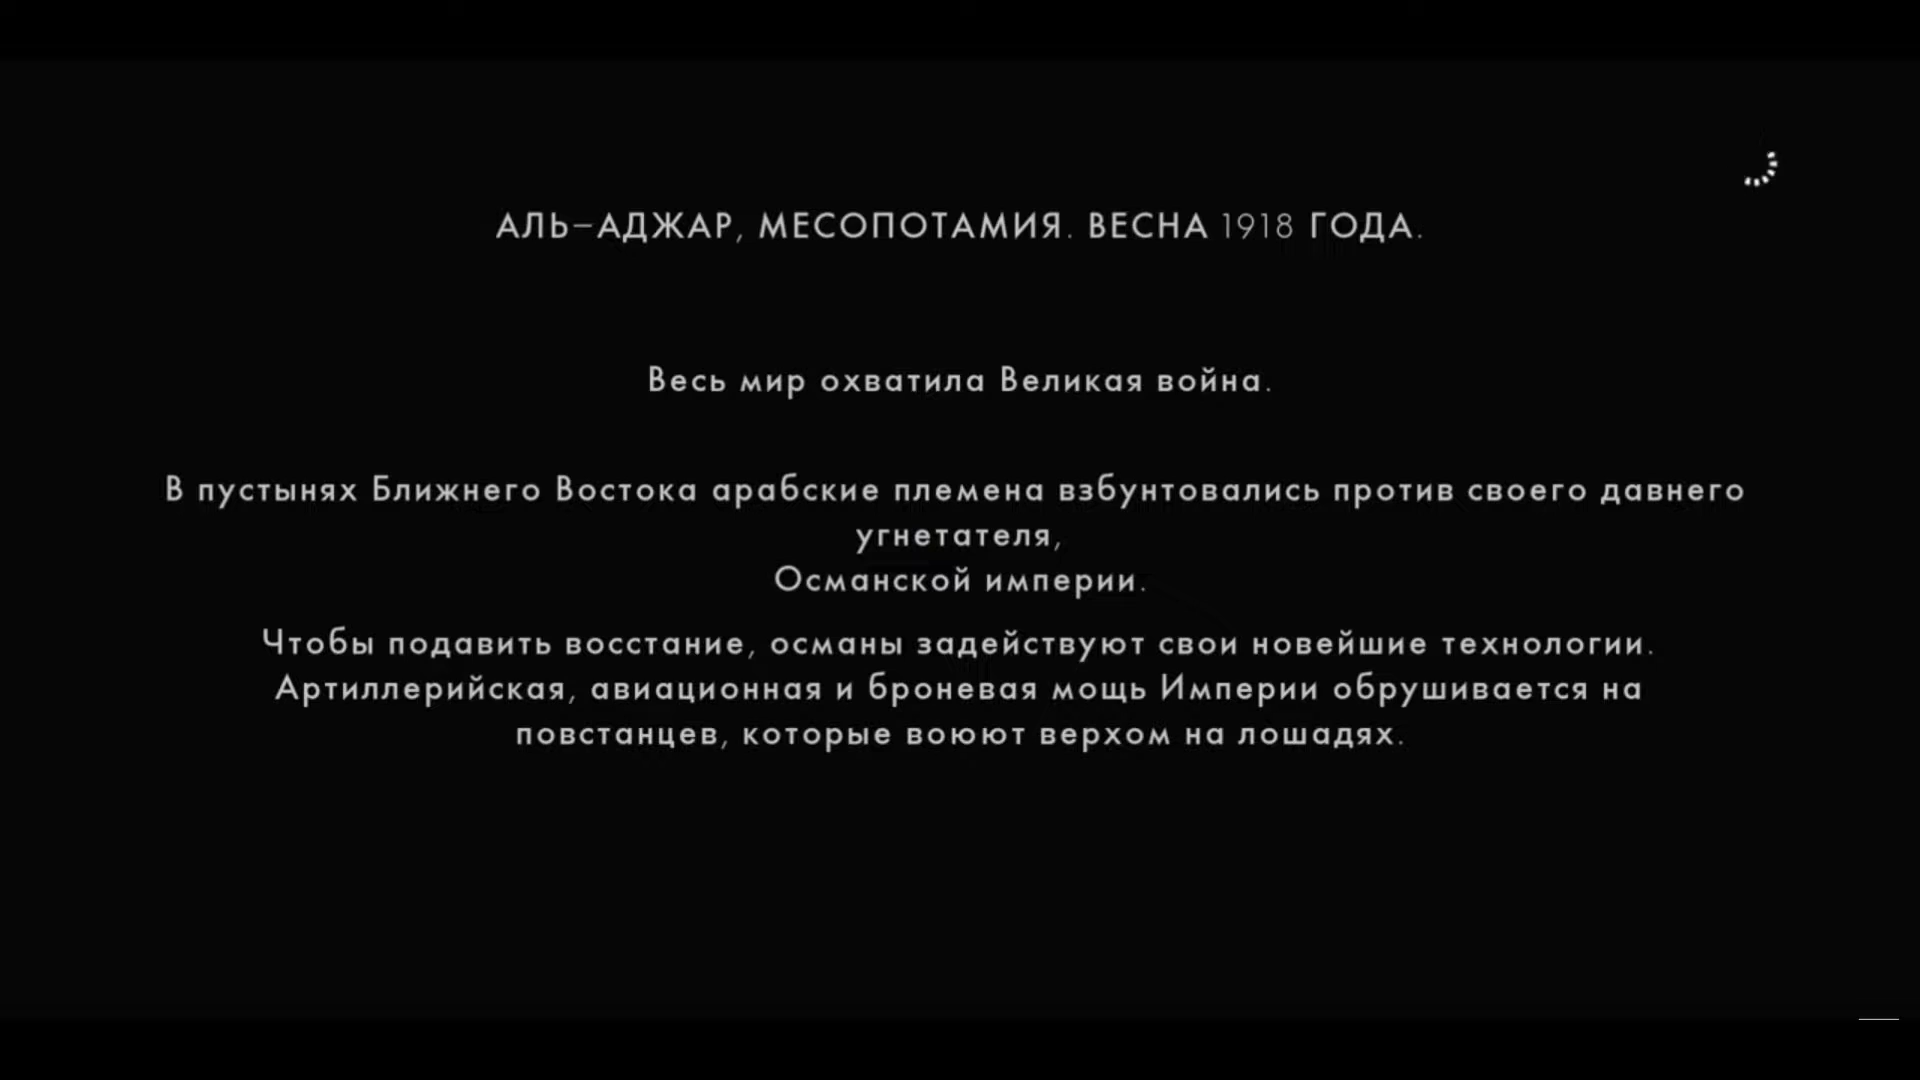 АЛЬ–АДЖАР, МЕСОПОТАМИЯ. ВЕСНА 1918 ГОДА.
Весь мир охватила Великая война.
В пустынях Ближнего Востока арабские племена взбунтовались против своего давнего
угнетателя,
Османской империи.
Чтобы подавить восстание, османы задействуют свои новейшие технологии.
Артиллерийская, авиационная и броневая мощь Империи обрушивается на
повстанцев, которые воюют верхом на лошадях.